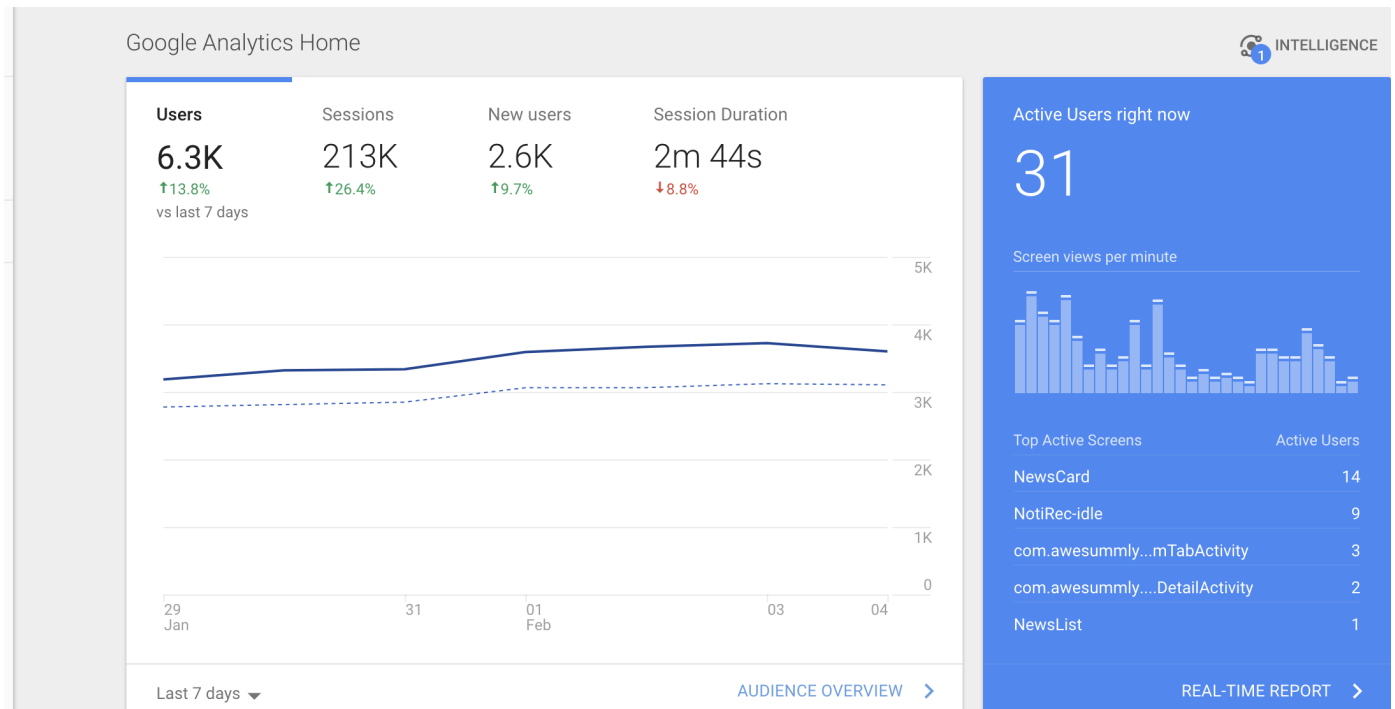 Google Analytics Home
INTELLIGENCE
1
Users
Sessions
New users
Session Duration
6.3K
213K
2.6K
2m 44s
↑13.8%
↑26.4%
↑9.7%
↓8.8%
vs last 7 days
5K
4K
3K
2K
1K
0
29
Jan
31
01
Feb
03
04
Last 7 days
AUDIENCE OVERVIEW
Active Users right now
31
Screen views per minute
Top Active Screens Active Users
NewsCard 14
NotiRec-idle 9
com.awesummly...mTabActivity 3
com.awesummly....DetailActivity 2
NewsList 1
REAL-TIME REPORT